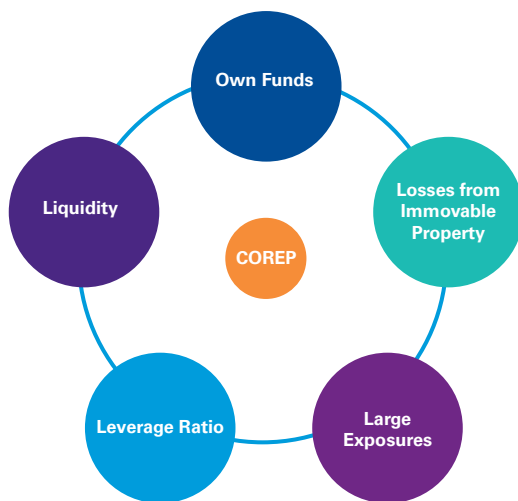 Own Funds
Liquidity
Losses from
Immovable
Property
COREP
Leverage Ratio
Large
Exposures